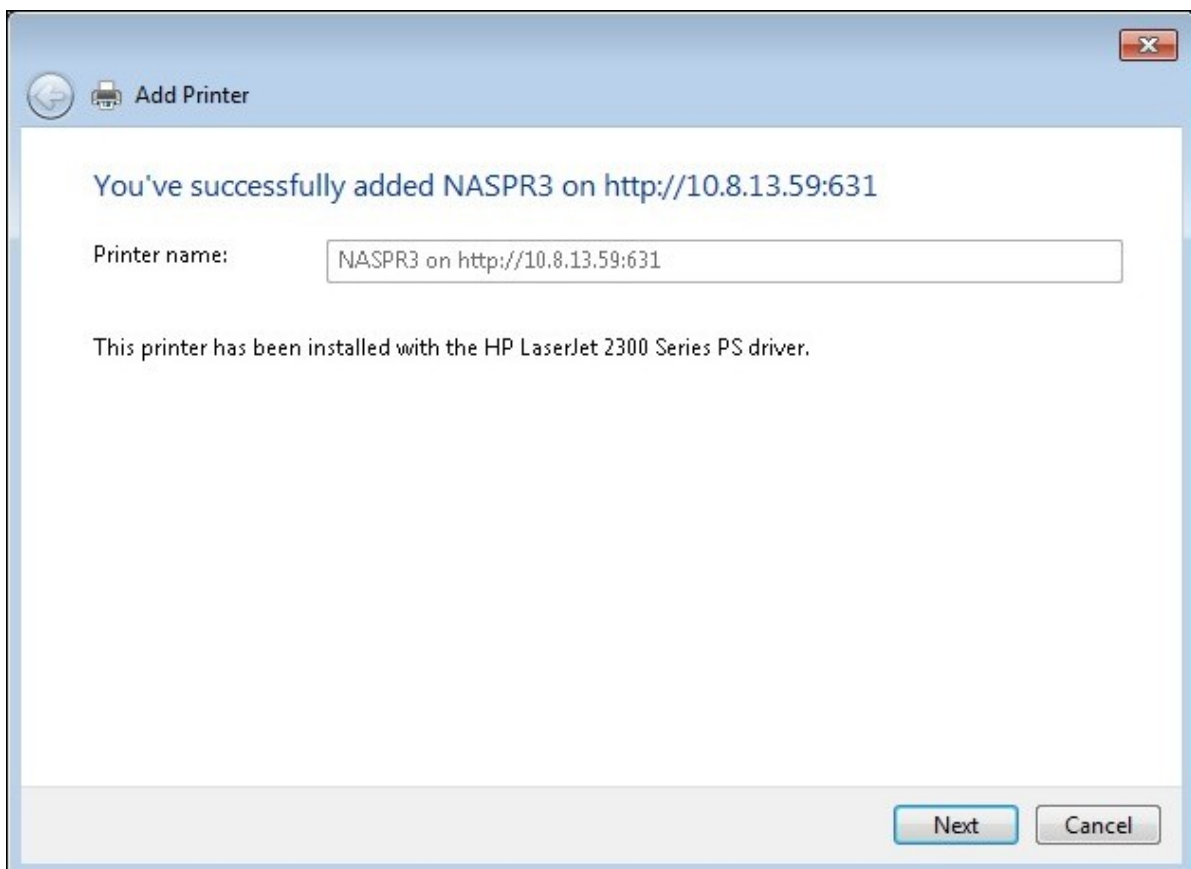 Add Printer
You've successfully added NASPR3 on http://10.8.13.59:631
Printer name:
NASPR3 on http://10.8.13.59:631
This printer has been installed with the HP LaserJet 2300 Series PS driver.
Next
Cancel